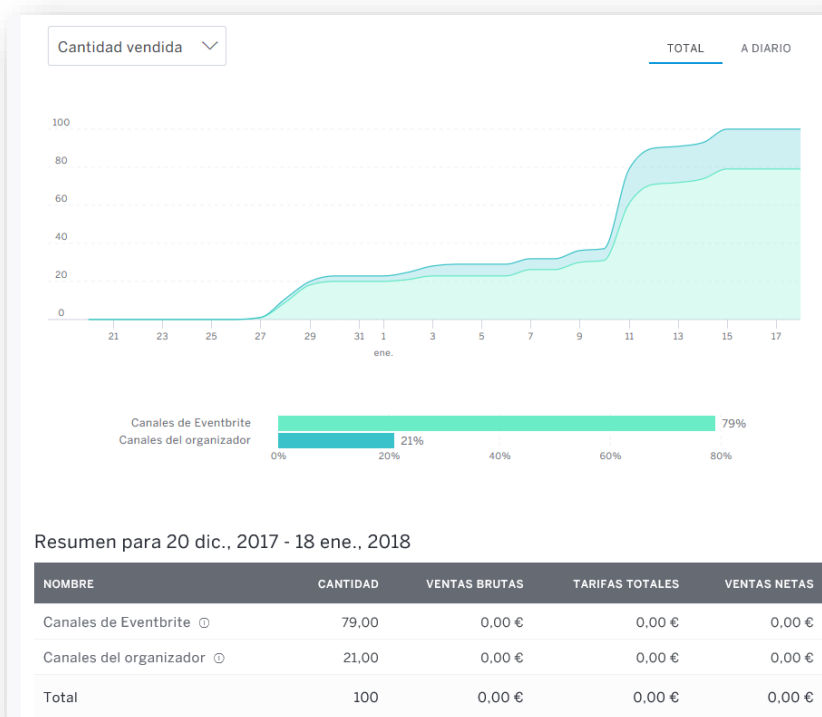 Cantidad vendida
TOTAL A DIARIO
100
80
60
40
20
0
21 23 25 27 29 31 1 3 5 7 9 11 13 15 17
ene.
Canales de Eventbrite 79%
Canales del organizador 21%
0% 20% 40% 60% 80%
Resumen para 20 dic., 2017 - 18 ene., 2018
NOMBRE CANTIDAD VENTAS BRUTAS TARIFAS TOTALES VENTAS NETAS
Canales de Eventbrite 79,00 0,00 € 0,00 € 0,00 €
Canales del organizador 21,00 0,00 € 0,00 € 0,00 €
Total 100 0,00 € 0,00 € 0,00 €